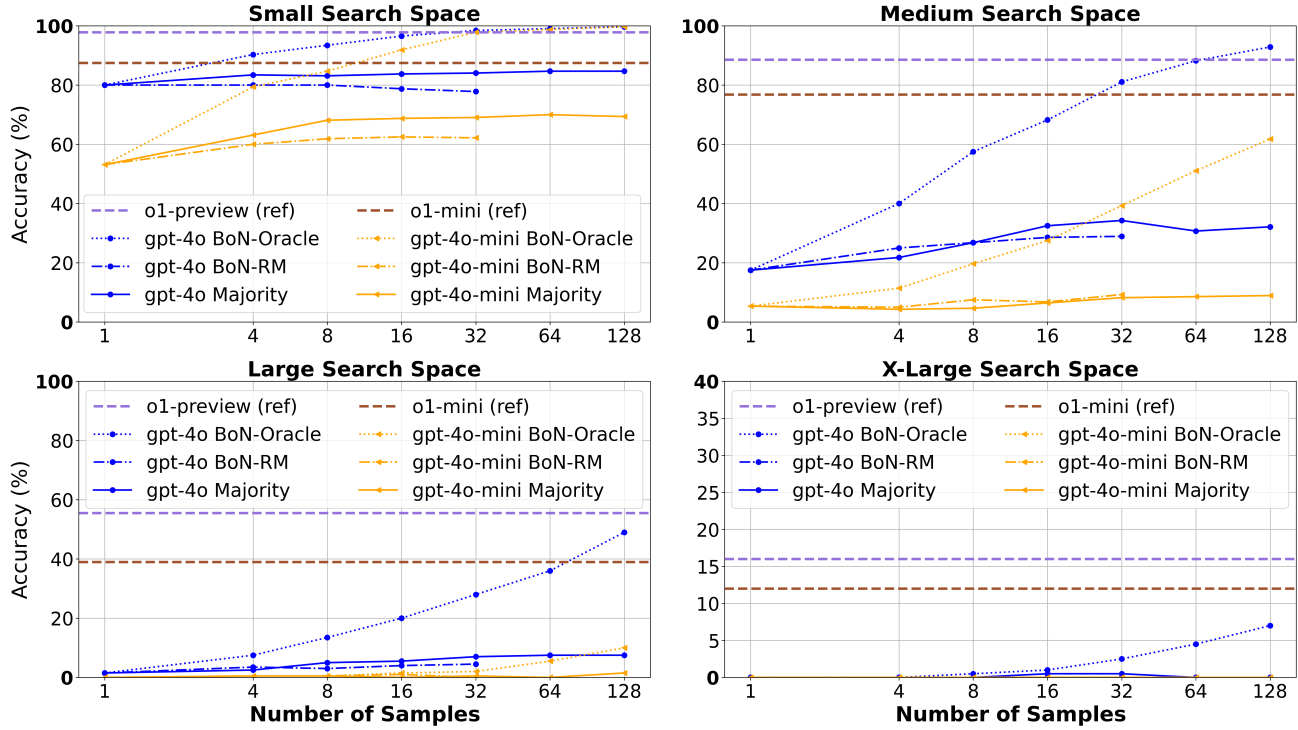 Small Search Space
Medium Search Space
Accuracy (%)
100
80
60
40
20
0
1 4 8 16 32 64 128
o1-preview (ref) o1-mini (ref)
gpt-4o BoN-Oracle gpt-4o-mini BoN-Oracle
gpt-4o BoN-RM gpt-4o-mini BoN-RM
gpt-4o Majority gpt-4o-mini Majority
100
80
60
40
20
0
1 4 8 16 32 64 128
Large Search Space
X-Large Search Space
Accuracy (%)
100
80
60
40
20
0
o1-preview (ref) o1-mini (ref)
gpt-4o BoN-Oracle gpt-4o-mini BoN-Oracle
gpt-4o BoN-RM gpt-4o-mini BoN-RM
gpt-4o Majority gpt-4o-mini Majority
1 4 8 16 32 64 128
Number of Samples
40
35
30
25
20
15
10
5
0
o1-preview (ref) o1-mini (ref)
gpt-4o BoN-Oracle gpt-4o-mini BoN-Oracle
gpt-4o BoN-RM gpt-4o-mini BoN-RM
gpt-4o Majority gpt-4o-mini Majority
1 4 8 16 32 64 128
Number of Samples